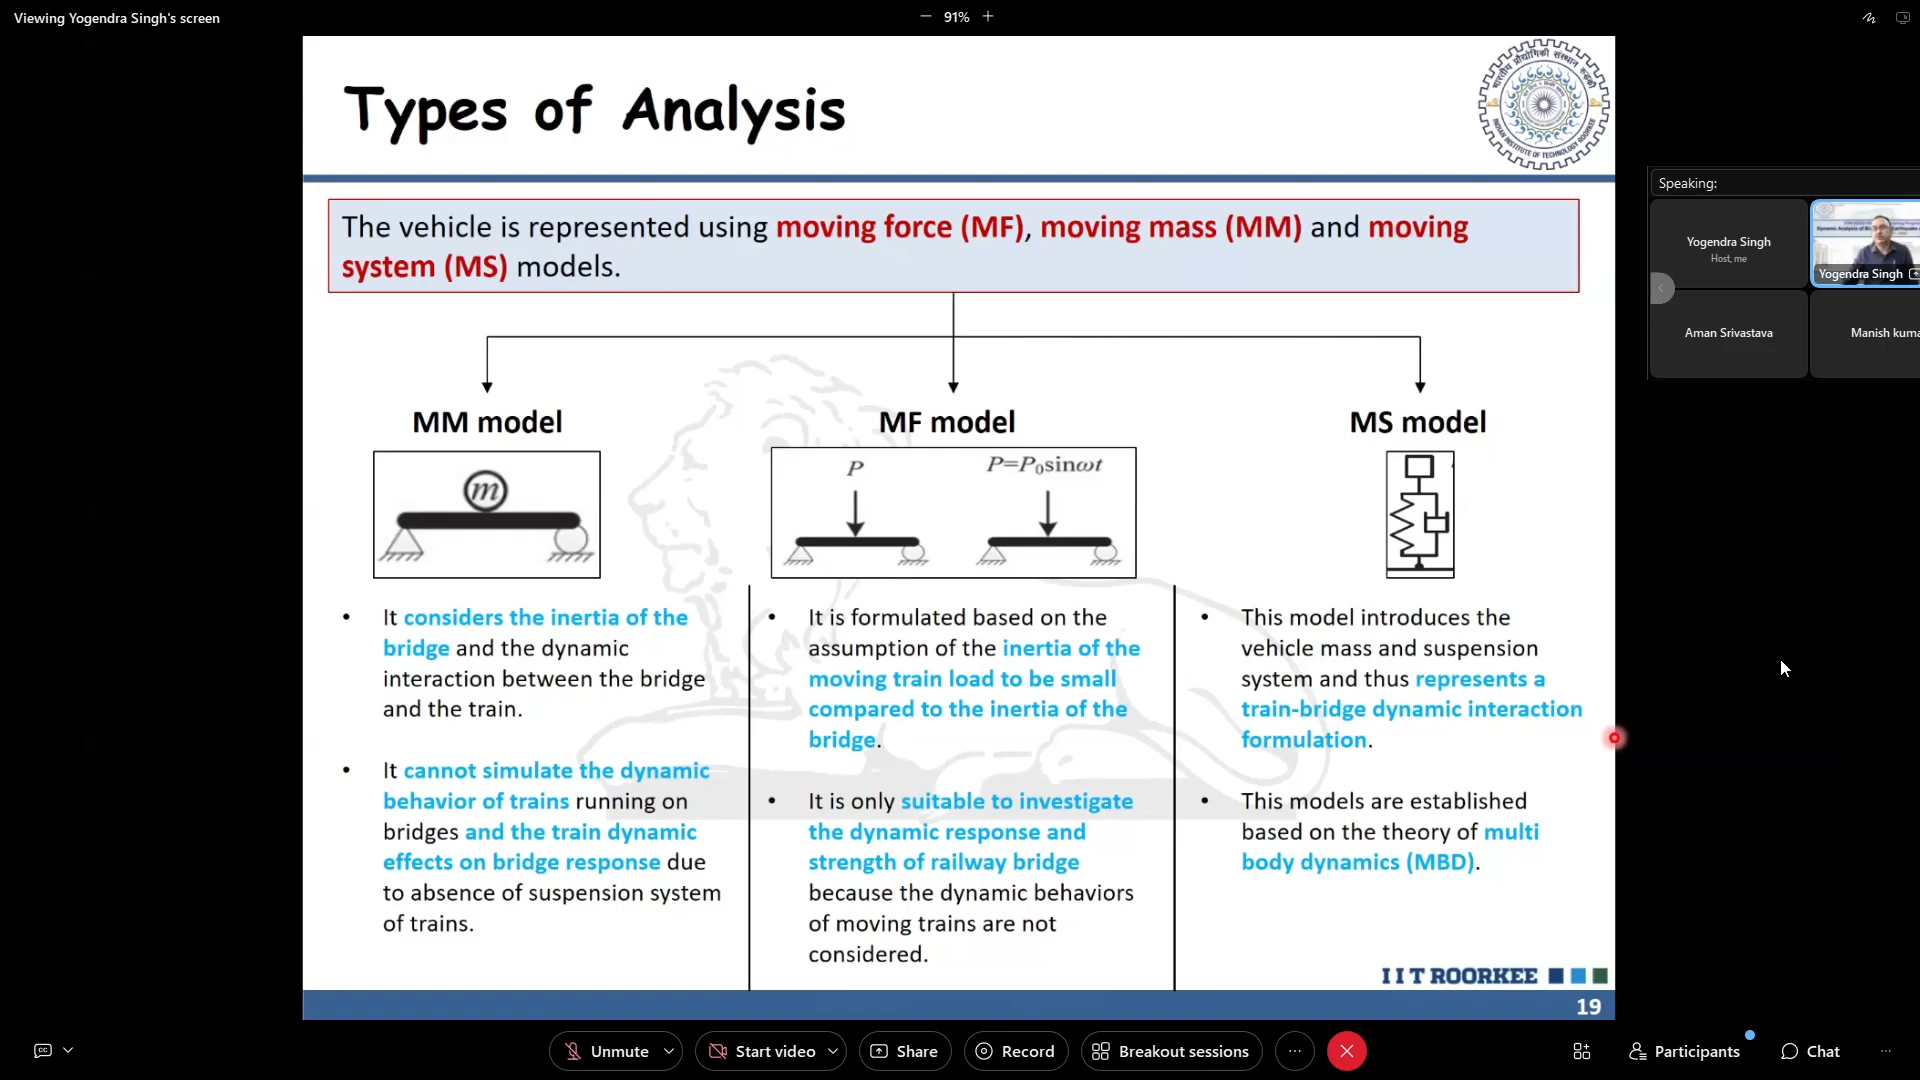 Viewing Yogendra Singh's screen
91%
Types of Analysis
भारतीय प्रौद्योगिकी संस्थान रुड़की
INDIAN INSTITUTE OF TECHNOLOGY ROORKEE
The vehicle is represented using moving force (MF), moving mass (MM) and moving
system (MS) models.
MM model
m
MF model
P
P=P₀sinωt
MS model
• It considers the inertia of the
bridge and the dynamic
interaction between the bridge
and the train.
• It cannot simulate the dynamic
behavior of trains running on
bridges and the train dynamic
effects on bridge response due
to absence of suspension system
of trains.
• It is formulated based on the
assumption of the inertia of the
moving train load to be small
compared to the inertia of the
bridge.
• It is only suitable to investigate
the dynamic response and
strength of railway bridge
because the dynamic behaviors
of moving trains are not
considered.
• This model introduces the
vehicle mass and suspension
system and thus represents a
train-bridge dynamic interaction
formulation.
• This models are established
based on the theory of multi
body dynamics (MBD).
IIT ROORKEE
19
Speaking:
Yogendra Singh
Host, me
Yogendra Singh
Aman Srivastava
Manish kuma
Unmute
Start video
Share
Record
Breakout sessions
Participants
Chat